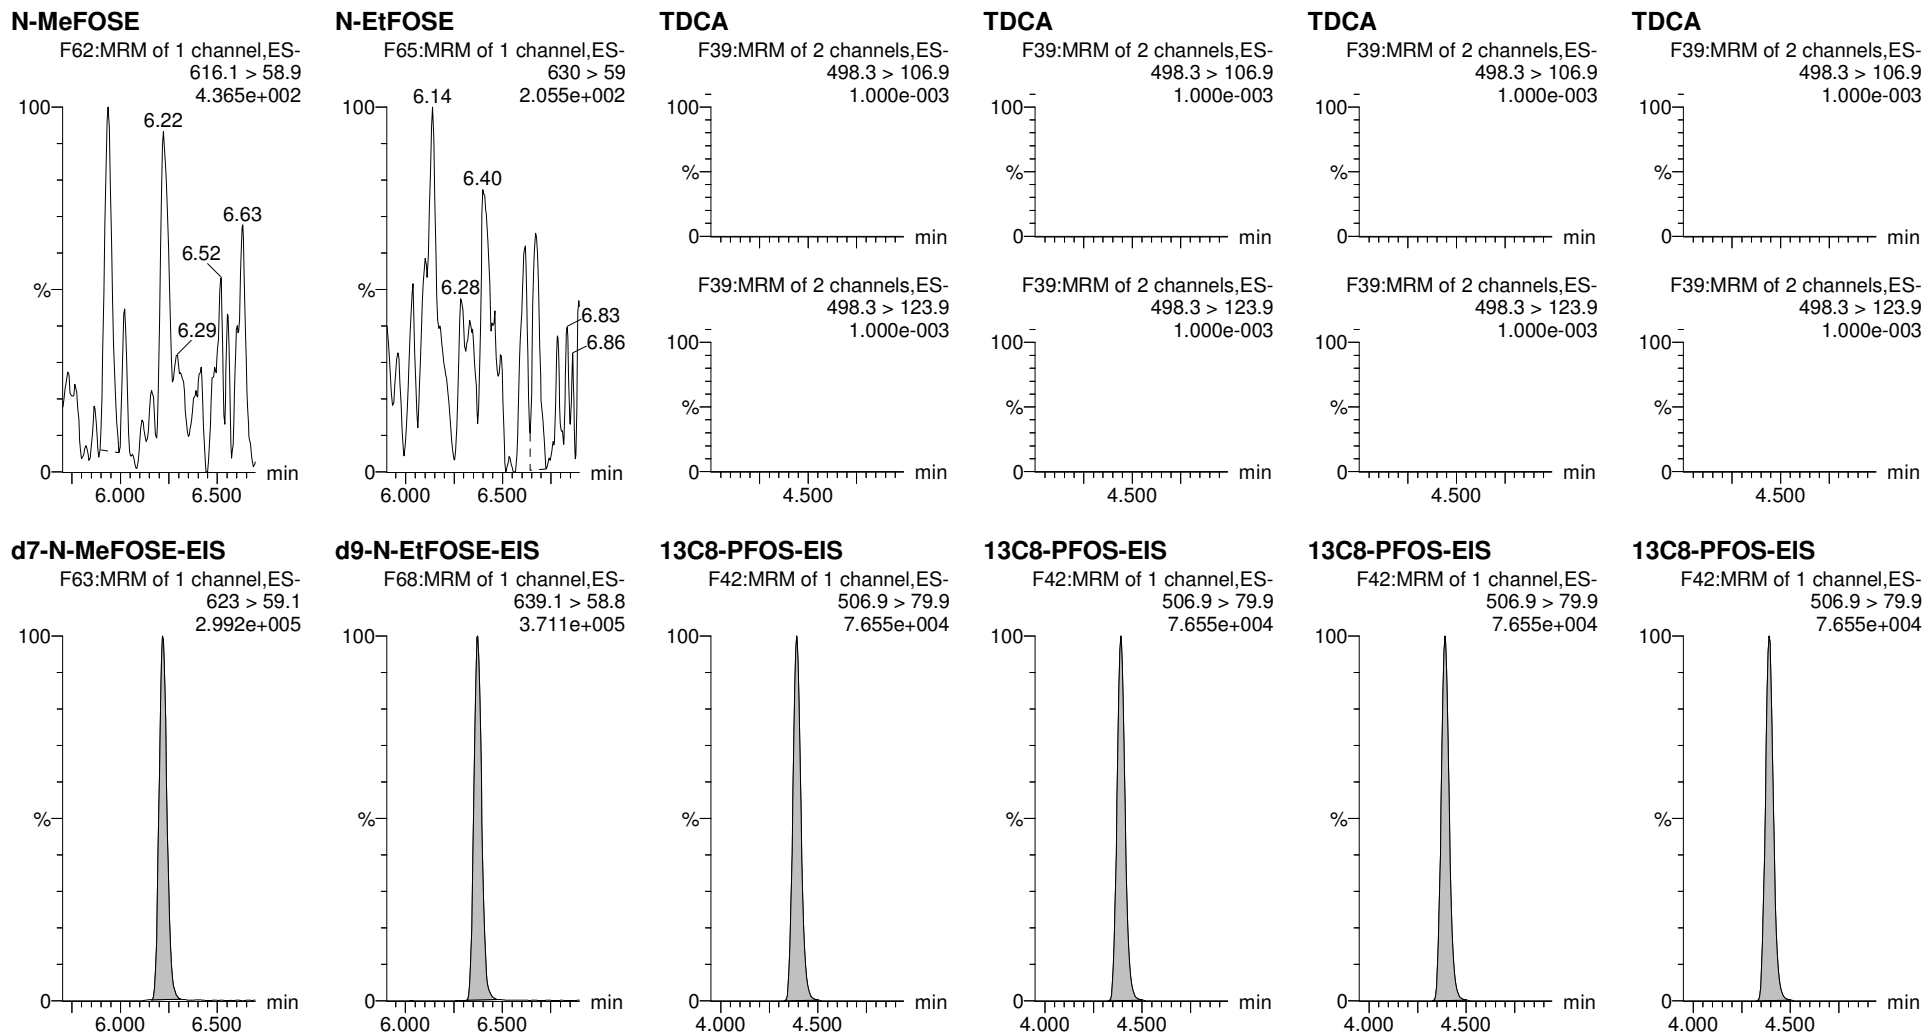 N-MeFOSE
F62:MRM of 1 channel,ES-
616.1 > 58.9
4.365e+002
100
6.22
6.63
6.52
6.29
%
0
min
6.000
6.500
N-EtFOSE
F65:MRM of 1 channel,ES-
630 > 59
2.055e+002
100
6.14
6.40
6.28
6.83
6.86
%
0
min
6.000
6.500
TDCA
F39:MRM of 2 channels,ES-
498.3 > 106.9
1.000e-003
100
%
0
min
F39:MRM of 2 channels,ES-
498.3 > 123.9
1.000e-003
100
%
0
min
4.500
TDCA
F39:MRM of 2 channels,ES-
498.3 > 106.9
1.000e-003
100
%
0
min
F39:MRM of 2 channels,ES-
498.3 > 123.9
1.000e-003
100
%
0
min
4.500
TDCA
F39:MRM of 2 channels,ES-
498.3 > 106.9
1.000e-003
100
%
0
min
F39:MRM of 2 channels,ES-
498.3 > 123.9
1.000e-003
100
%
0
min
4.500
TDCA
F39:MRM of 2 channels,ES-
498.3 > 106.9
1.000e-003
100
%
0
min
F39:MRM of 2 channels,ES-
498.3 > 123.9
1.000e-003
100
%
0
min
4.500
d7-N-MeFOSE-EIS
F63:MRM of 1 channel,ES-
623 > 59.1
2.992e+005
100
%
0
min
6.000
6.500
d9-N-EtFOSE-EIS
F68:MRM of 1 channel,ES-
639.1 > 58.8
3.711e+005
100
%
0
min
6.000
6.500
13C8-PFOS-EIS
F42:MRM of 1 channel,ES-
506.9 > 79.9
7.655e+004
100
%
0
min
4.000
4.500
13C8-PFOS-EIS
F42:MRM of 1 channel,ES-
506.9 > 79.9
7.655e+004
100
%
0
min
4.000
4.500
13C8-PFOS-EIS
F42:MRM of 1 channel,ES-
506.9 > 79.9
7.655e+004
100
%
0
min
4.000
4.500
13C8-PFOS-EIS
F42:MRM of 1 channel,ES-
506.9 > 79.9
7.655e+004
100
%
0
min
4.000
4.500